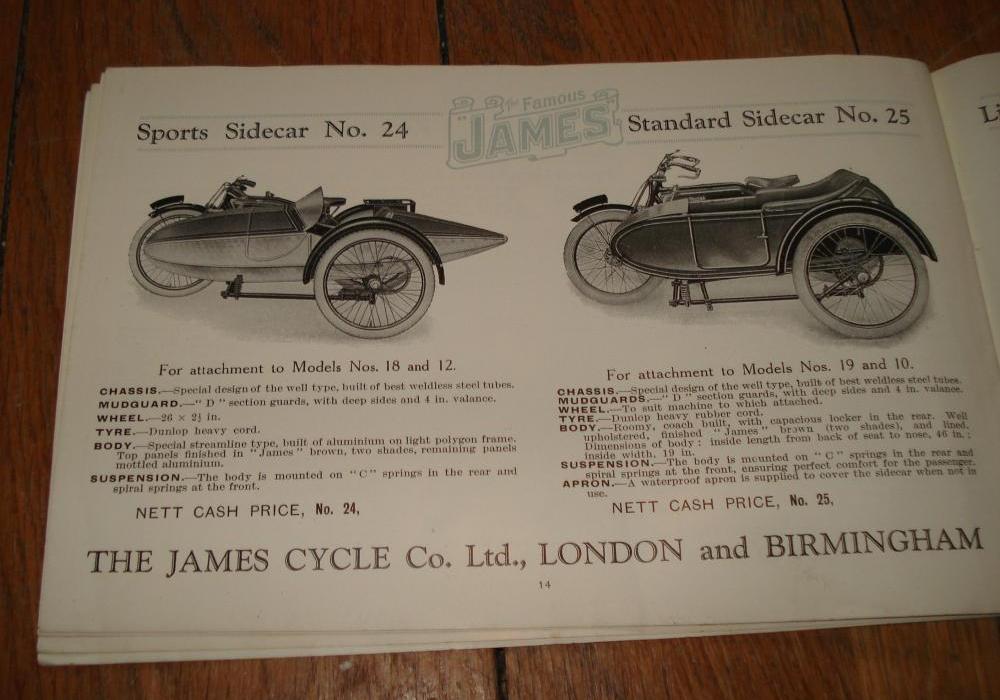 Sports Sidecar No. 24
the Famous
"JAMES"
Standard Sidecar No. 25
Li
For attachment to Models Nos. 18 and 12.
CHASSIS.—Special design of the well type, built of best weldless steel tubes.
MUDGUARD.—"D" section guards, with deep sides and 4 in. valance.
WHEEL.—26 × 2½ in.
TYRE.—Dunlop heavy cord.
BODY.—Special streamline type, built of aluminium on light polygon frame.
Top panels finished in "James" brown, two shades, remaining panels
mottled aluminium.
SUSPENSION.—The body is mounted on "C" springs in the rear and
spiral springs at the front.
NETT CASH PRICE, No. 24,
For attachment to Models Nos. 19 and 10.
CHASSIS.—Special design of the well type, built of best weldless steel tubes.
MUDGUARDS.—"D" section guards, with deep sides and 4 in. valance.
WHEEL.—To suit machine to which attached.
TYRE.—Dunlop heavy rubber cord.
BODY.—Roomy, coach built, with capacious locker in the rear. Well
upholstered, finished "James" brown (two shades), and lined.
Dimensions of body: inside length from back of seat to nose, 46 in.;
inside width, 19 in.
SUSPENSION.—The body is mounted on "C" springs in the rear and
spiral springs at the front, ensuring perfect comfort for the passenger.
APRON.—A waterproof apron is supplied to cover the sidecar when not in
use.
NETT CASH PRICE, No. 25,
THE JAMES CYCLE Co. Ltd., LONDON and BIRMINGHAM
14